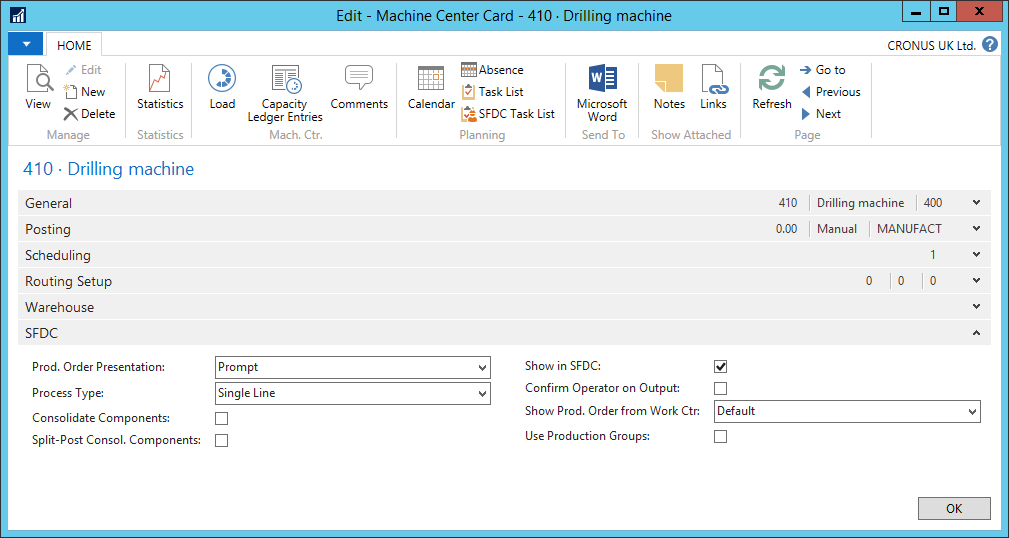 Edit - Machine Center Card - 410 · Drilling machine
HOME
CRONUS UK Ltd.
View
Edit
New
Delete
Manage
Statistics
Statistics
Load
Capacity
Ledger Entries
Comments
Mach. Ctr.
Calendar
Absence
Task List
SFDC Task List
Planning
Microsoft
Word
Send To
Notes
Links
Show Attached
Refresh
Go to
Previous
Next
Page
410 · Drilling machine
General 410 Drilling machine 400
Posting 0.00 Manual MANUFACT
Scheduling 1
Routing Setup 0 0 0
Warehouse
SFDC
Prod. Order Presentation: Prompt
Process Type: Single Line
Consolidate Components:
Split-Post Consol. Components:
Show in SFDC:
Confirm Operator on Output:
Show Prod. Order from Work Ctr: Default
Use Production Groups:
OK